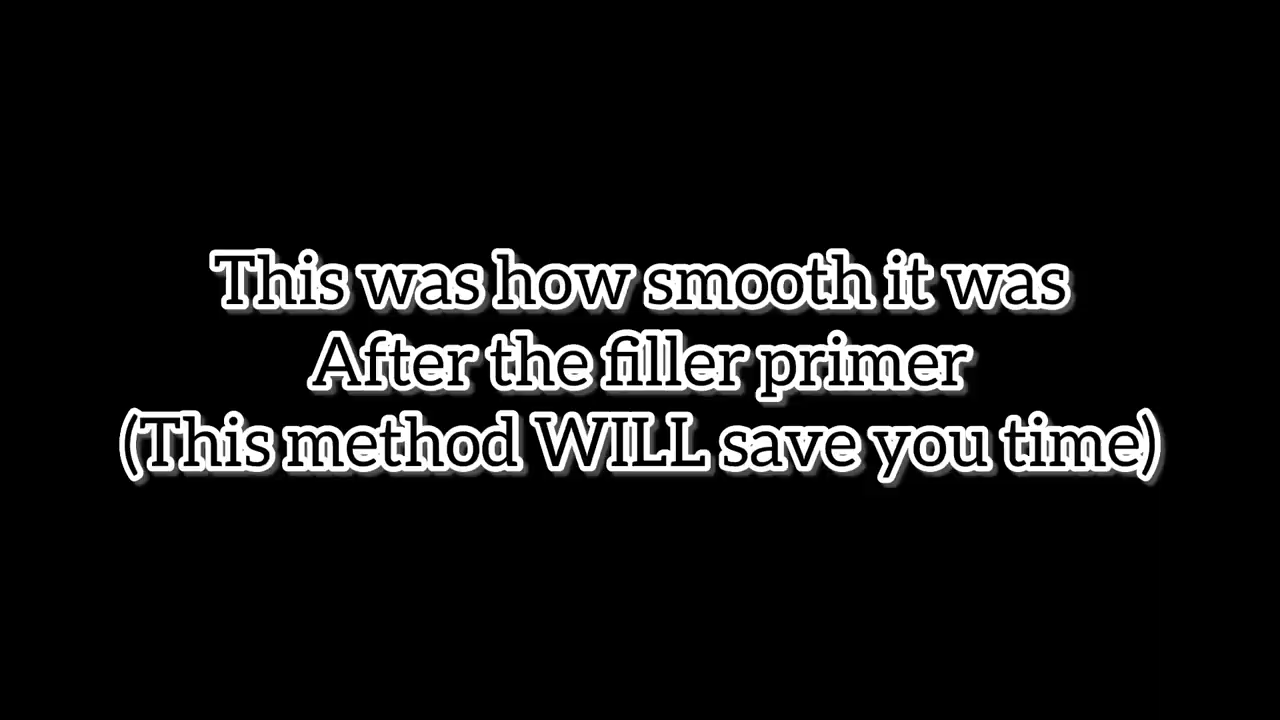 This was how smooth it was
After the filler primer
(This method WILL save you time)